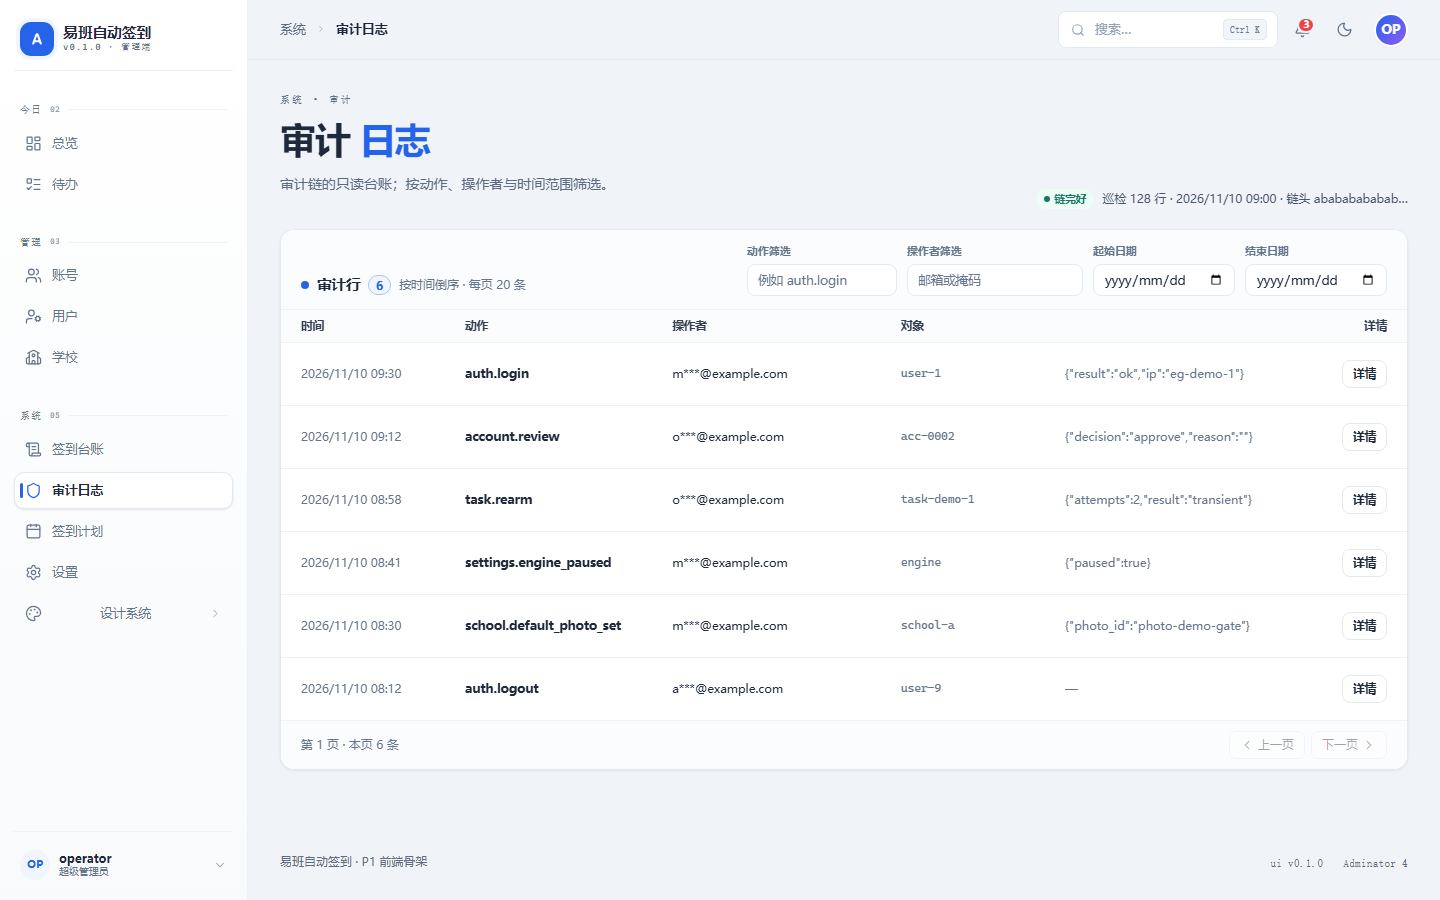 A
易班自动签到
v0.1.0 · 管理端
今日 02
总览
待办
管理 03
账号
用户
学校
系统 05
签到台账
审计日志
签到计划
设置
设计系统
OP
operator
超级管理员
系统 › 审计日志
搜索...
Ctrl K
3
OP
系统 · 审计
审计 日志
审计链的只读台账；按动作、操作者与时间范围筛选。
链完好 巡检 128 行 · 2026/11/10 09:00 · 链头 abababababab...
审计行 6 按时间倒序 · 每页 20 条
动作筛选 操作者筛选 起始日期 结束日期
例如 auth.login 邮箱或掩码 yyyy/mm/dd yyyy/mm/dd
时间 动作 操作者 对象 详情
2026/11/10 09:30 auth.login m***@example.com user-1 {"result":"ok","ip":"eg-demo-1"} 详情
2026/11/10 09:12 account.review o***@example.com acc-0002 {"decision":"approve","reason":""} 详情
2026/11/10 08:58 task.rearm o***@example.com task-demo-1 {"attempts":2,"result":"transient"} 详情
2026/11/10 08:41 settings.engine_paused m***@example.com engine {"paused":true} 详情
2026/11/10 08:30 school.default_photo_set m***@example.com school-a {"photo_id":"photo-demo-gate"} 详情
2026/11/10 08:12 auth.logout a***@example.com user-9 — 详情
第 1 页 · 本页 6 条
上一页 下一页
易班自动签到 · P1 前端骨架
ui v0.1.0 Adminator 4